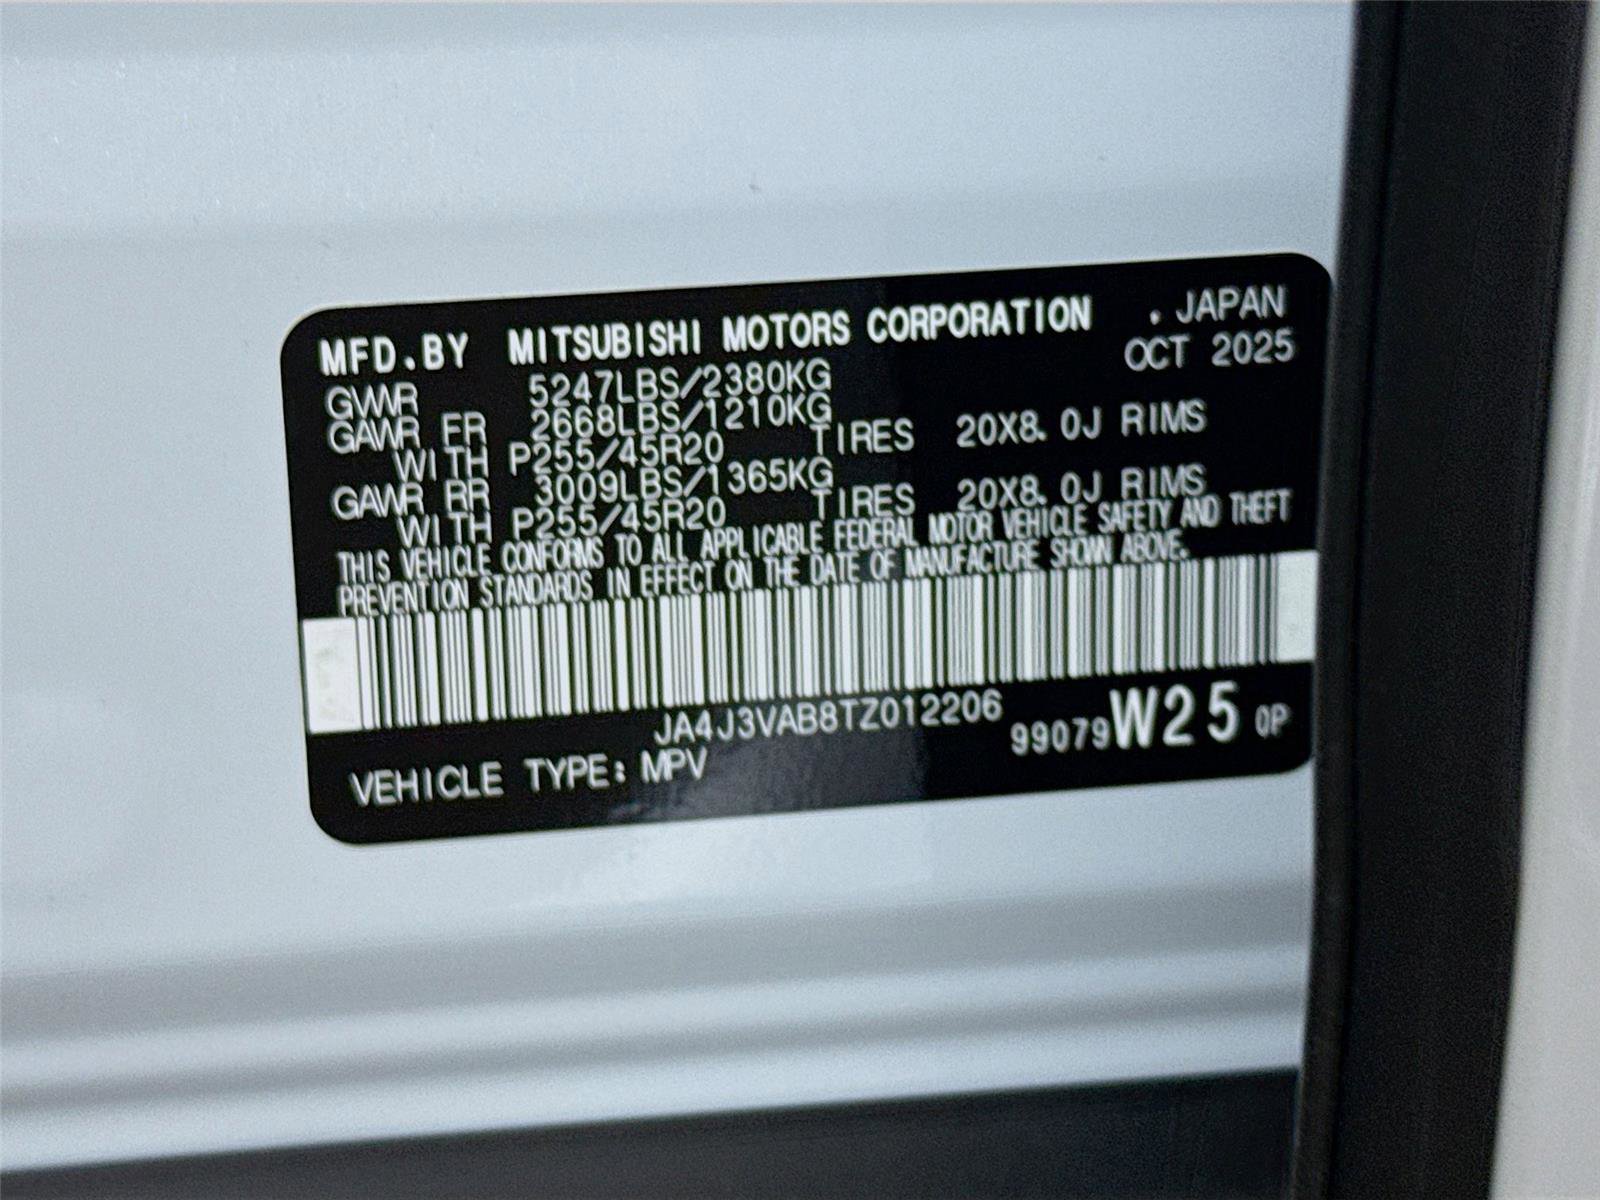 MFD.BY MITSUBISHI MOTORS CORPORATION . JAPAN
OCT 2025
GVWR 5247LBS/2380KG
GAWR FR 2668LBS/1210KG
WITH P255/45R20 TIRES 20X8.0J RIMS
GAWR RR 3009LBS/1365KG
WITH P255/45R20 TIRES 20X8.0J RIMS
THIS VEHICLE CONFORMS TO ALL APPLICABLE FEDERAL MOTOR VEHICLE SAFETY AND THEFT
PREVENTION STANDARDS IN EFFECT ON THE DATE OF MANUFACTURE SHOWN ABOVE.
JA4J3VAB8TZ012206
99079 W25 0P
VEHICLE TYPE: MPV